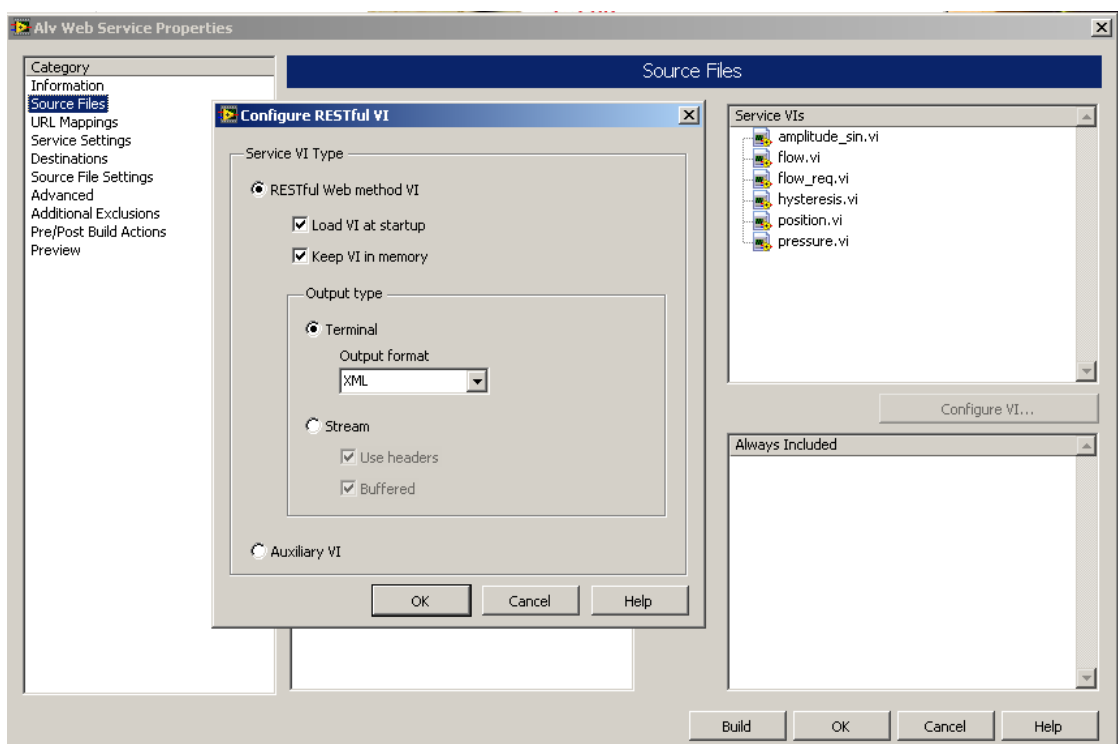 Alv Web Service Properties
Category
Information
Source Files
URL Mappings
Service Settings
Destinations
Source File Settings
Advanced
Additional Exclusions
Pre/Post Build Actions
Preview
Source Files
Configure RESTful VI
Service VI Type
RESTful Web method VI
Load VI at startup
Keep VI in memory
Output type
Terminal
Output format
XML
Stream
Use headers
Buffered
Auxiliary VI
OK
Cancel
Help
Service VIs
amplitude_sin.vi
flow.vi
flow_req.vi
hysteresis.vi
position.vi
pressure.vi
Configure VI...
Always Included
Build
OK
Cancel
Help